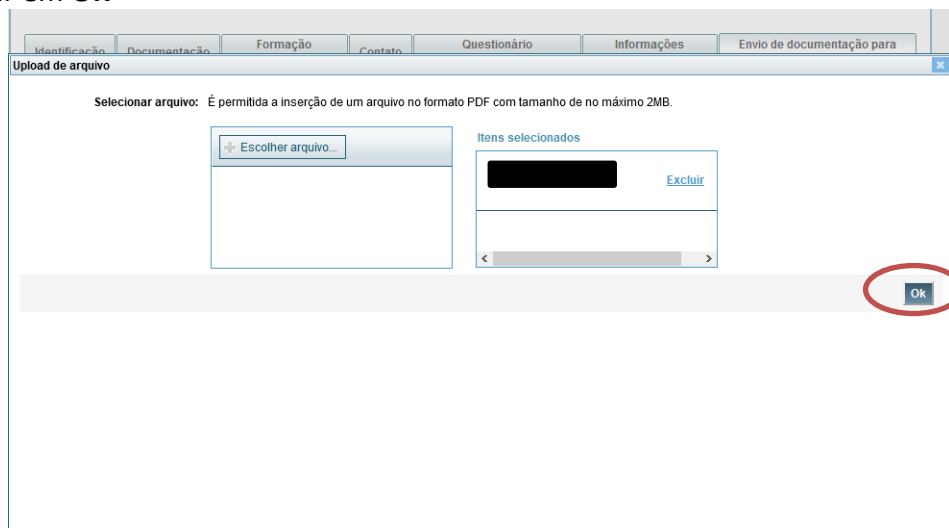 Identificação Documentação Formação Contato Questionário Informações Envio de documentação para
Upload de arquivo
Selecionar arquivo: É permitida a inserção de um arquivo no formato PDF com tamanho de no máximo 2MB.
Escolher arquivo...
Itens selecionados
Excluir
Ok